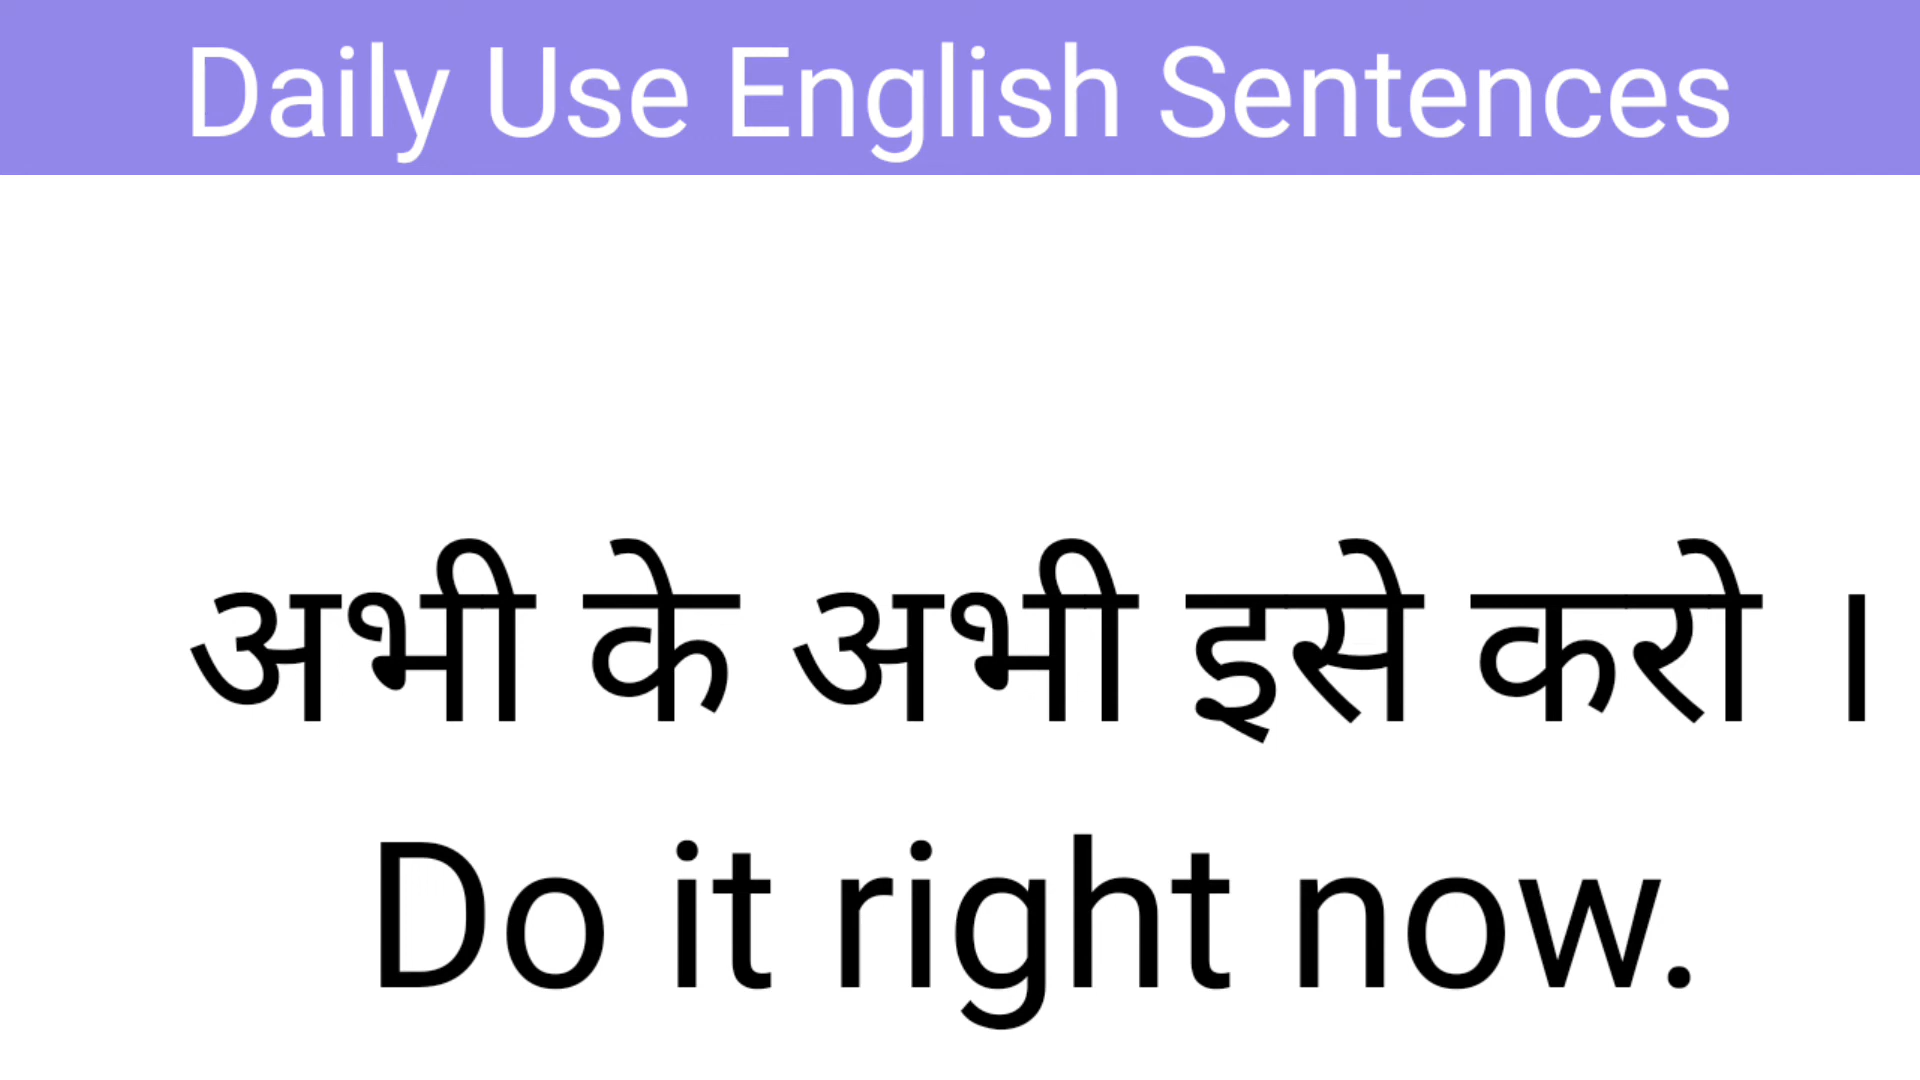 Daily Use English Sentences
अभी के अभी इसे करो ।
Do it right now.